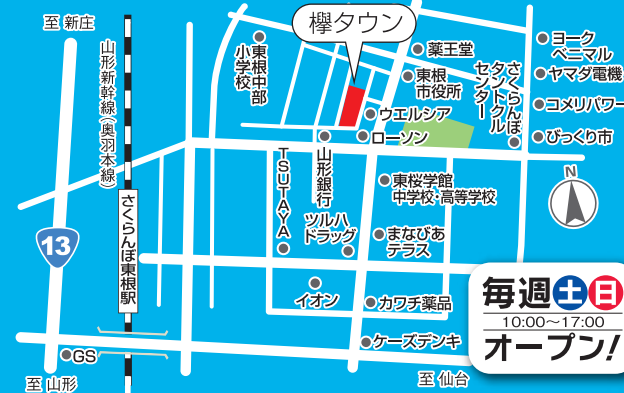 至 新庄
山形新幹線(奥羽本線)
さくらんぼ東根駅
13
GS
至 山形
至 仙台
欅タウン
東根中部
小学校
薬王堂
東根
市役所
ウエルシア
ローソン
山形銀行
TSUTAYA
ツルハ
ドラッグ
イオン
東桜学館
中学校・高等学校
まなびあ
テラス
カワチ薬品
ケーズデンキ
さくらんぼ
タントクル
センター
ヨーク
ベニマル
ヤマダ電機
コメリパワー
びっくり市
N
毎週土日
10:00～17:00
オープン!